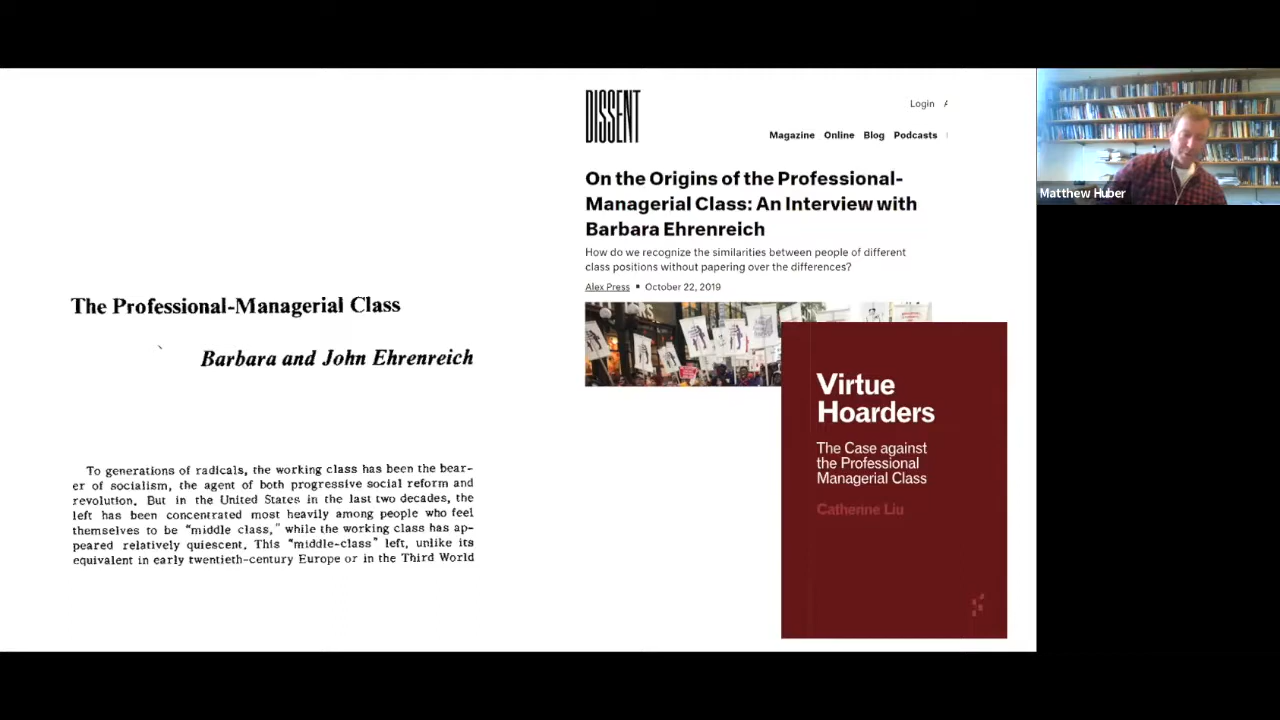 The Professional-Managerial Class
Barbara and John Ehrenreich
To generations of radicals, the working class has been the bear-
er of socialism, the agent of both progressive social reform and
revolution. But in the United States in the last two decades, the
left has been concentrated most heavily among people who feel
themselves to be “middle class,” while the working class has ap-
peared relatively quiescent. This “middle-class” left, unlike its
equivalent in early twentieth-century Europe or in the Third World
DISSENT
Login
Magazine Online Blog Podcasts
On the Origins of the Professional-
Managerial Class: An Interview with
Barbara Ehrenreich
How do we recognize the similarities between people of different
class positions without papering over the differences?
Alex Press ▪ October 22, 2019
Virtue
Hoarders
The Case against
the Professional
Managerial Class
Catherine Liu
Matthew Huber